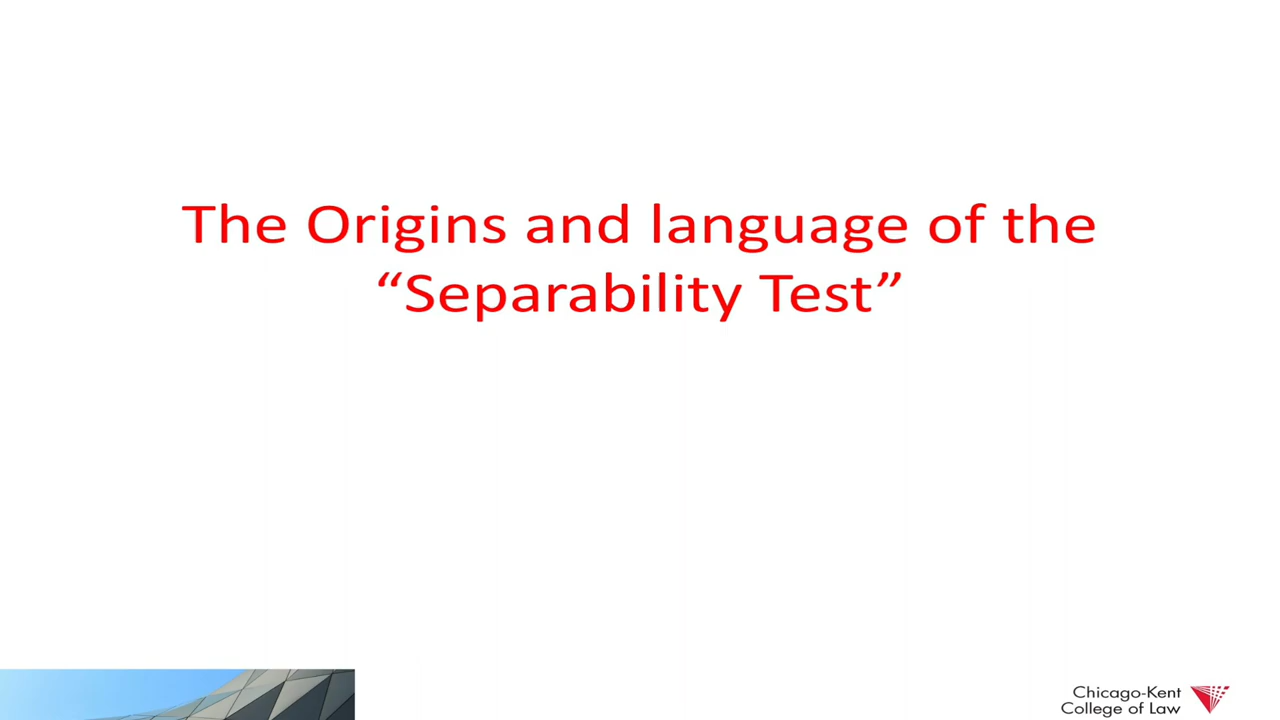 The Origins and language of the
“Separability Test”
Chicago-Kent
College of Law